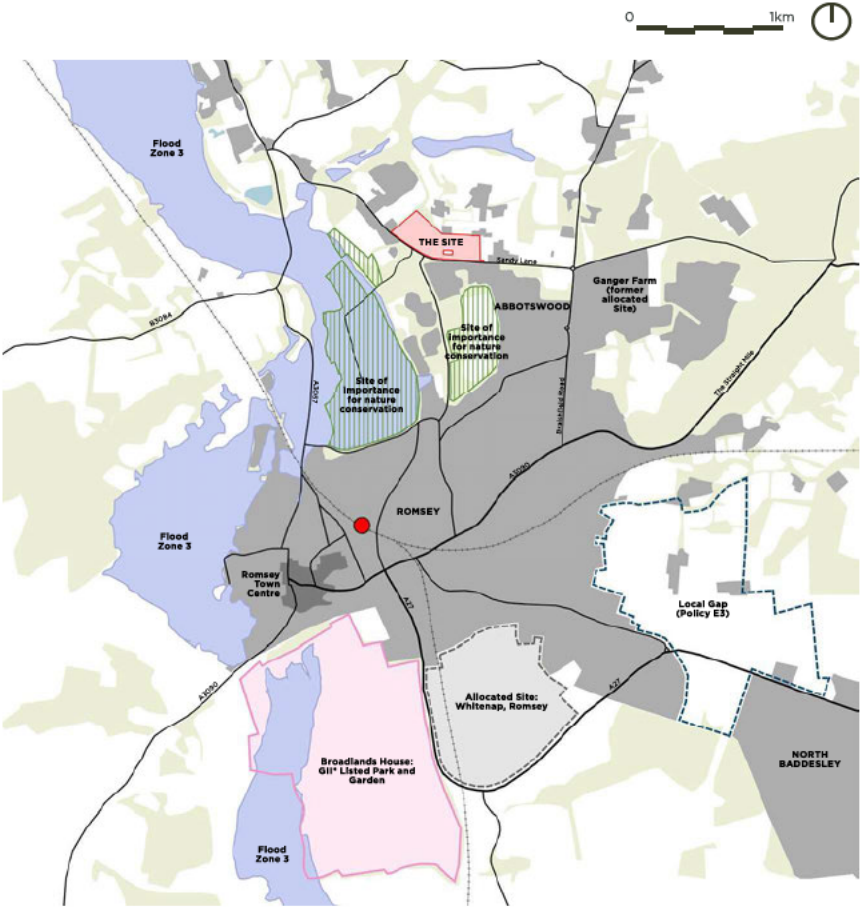 0 1km
Flood
Zone 3
THE SITE
Sandy Lane
Ganger Farm
(former
allocated
Site)
ABBOTSWOOD
B3084
Site of
importance
for nature
conservation
The Straight Mile
A3057
Site of
importance
for nature
conservation
Braishfield Road
A3090
ROMSEY
Flood
Zone 3
Romsey
Town
Centre
A27
Local Gap
(Policy E3)
A3090
Allocated Site:
Whitenap, Romsey
A27
Broadlands House:
GII* Listed Park and
Garden
NORTH
BADDESLEY
Flood
Zone 3